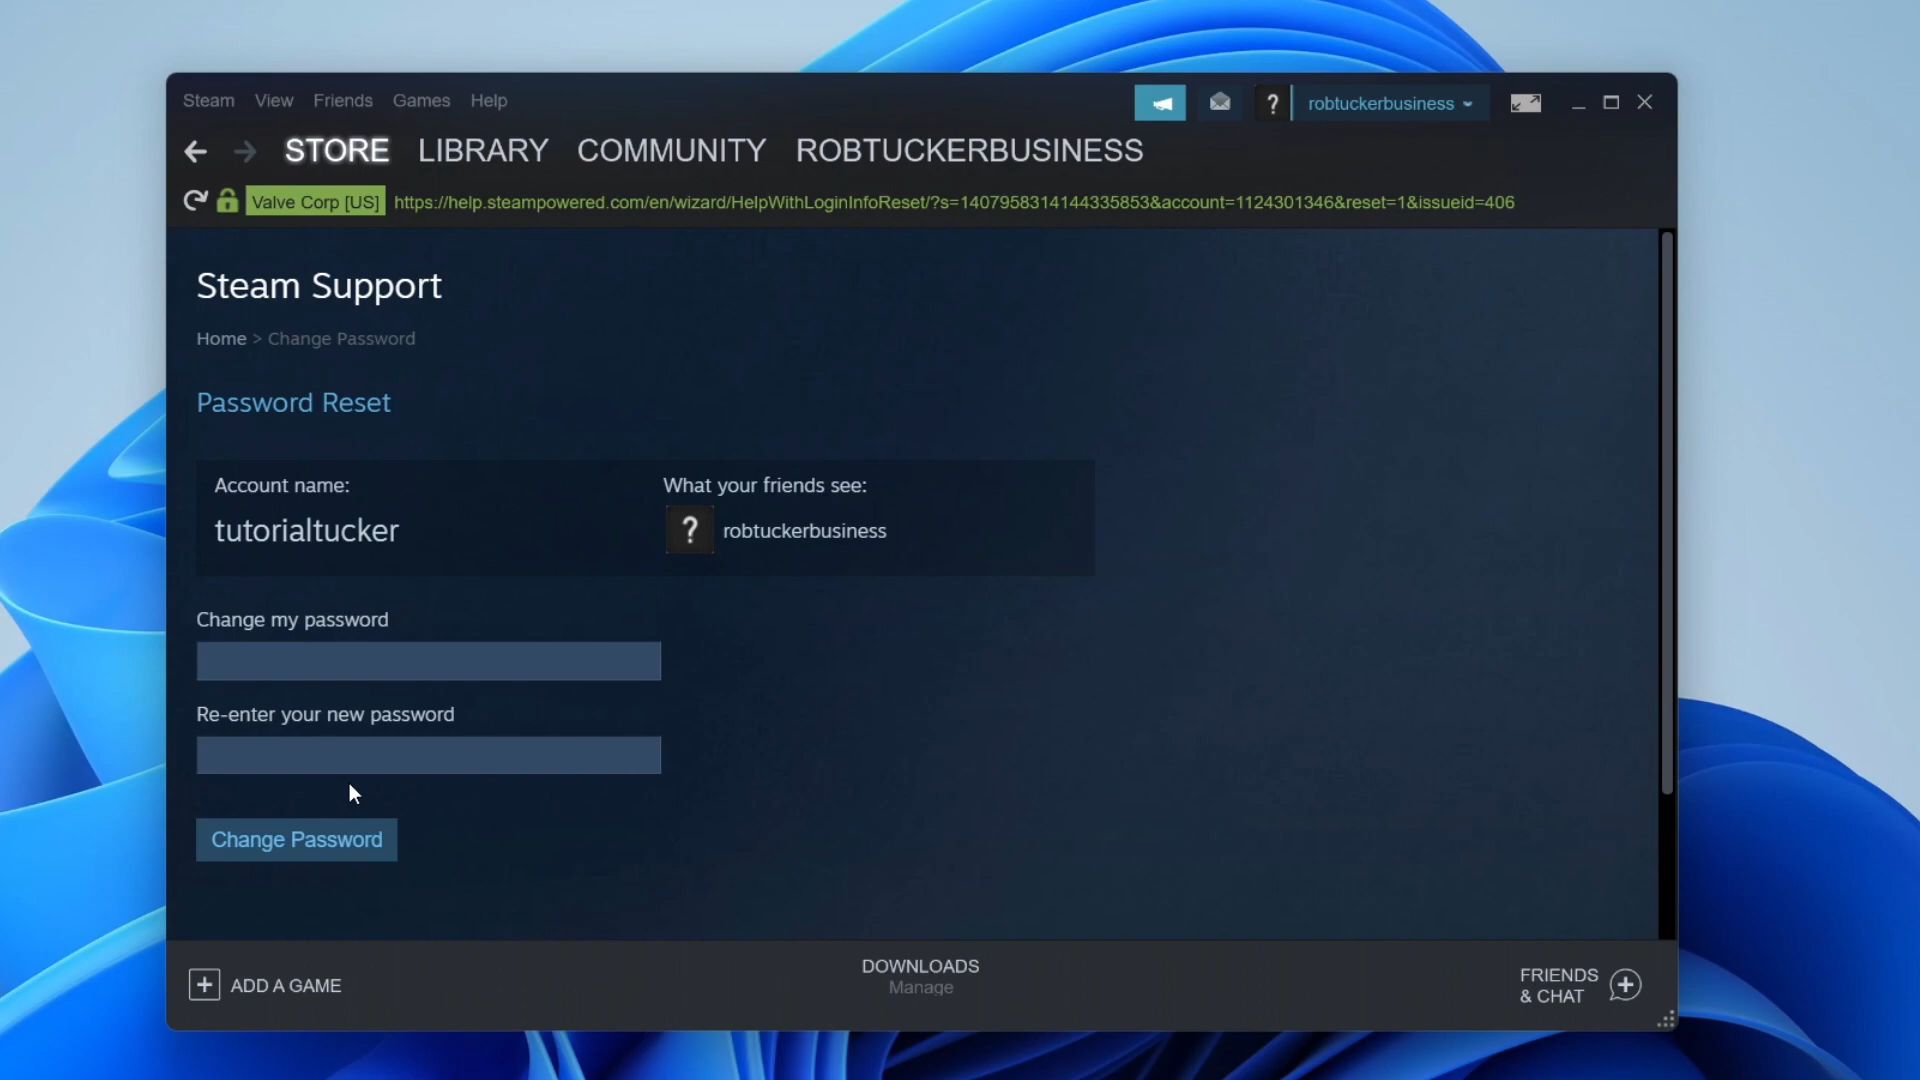 Steam View Friends Games Help
? robtuckerbusiness
STORE LIBRARY COMMUNITY ROBTUCKERBUSINESS
Valve Corp [US] https://help.steampowered.com/en/wizard/HelpWithLoginInfoReset/?s=1407958314144335853&account=1124301346&reset=1&issueid=406
Steam Support
Home > Change Password
Password Reset
Account name: What your friends see:
tutorialtucker ? robtuckerbusiness
Change my password
Re-enter your new password
Change Password
DOWNLOADS
Manage
+ ADD A GAME
FRIENDS
& CHAT +